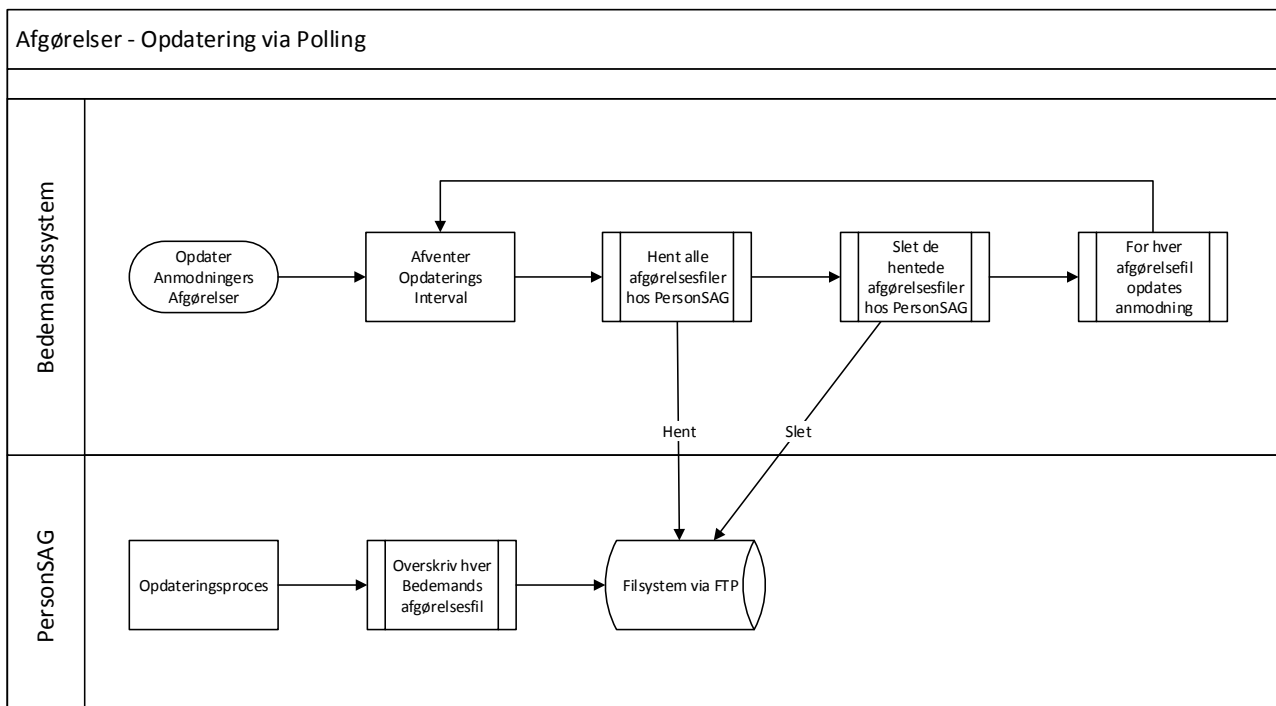 Afgørelser - Opdatering via Polling
Bedemandssystem
Opdater
Anmodningers
Afgørelser
Afventer
Opdaterings
Interval
Hent alle
afgørelsesfiler
hos PersonSAG
Slet de
hentede
afgørelsesfiler
hos PersonSAG
For hver
afgørelsefil
opdates
anmodning
Hent
Slet
PersonSAG
Opdateringsproces
Overskriv hver
Bedemands
afgørelsesfil
Filsystem via FTP